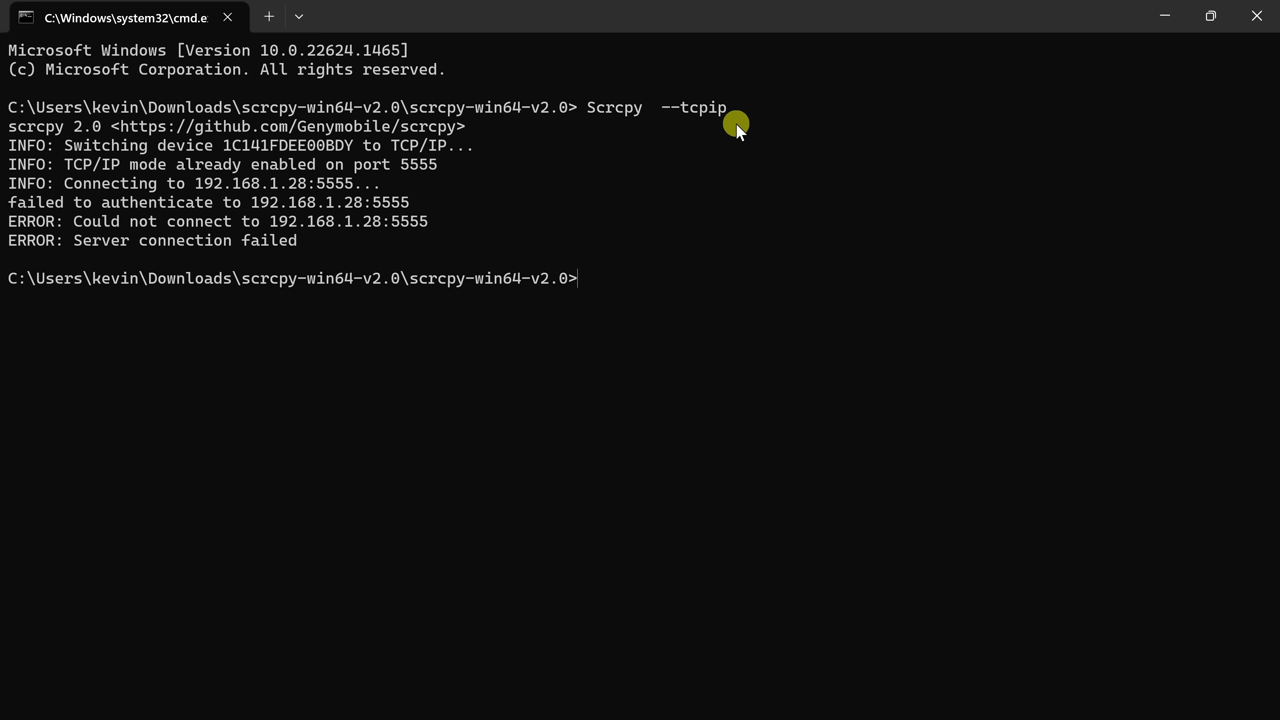 C:\Windows\system32\cmd.e
Microsoft Windows [Version 10.0.22624.1465]
(c) Microsoft Corporation. All rights reserved.
C:\Users\kevin\Downloads\scrcpy-win64-v2.0\scrcpy-win64-v2.0> Scrcpy  --tcpip
scrcpy 2.0 <https://github.com/Genymobile/scrcpy>
INFO: Switching device 1C141FDEE00BDY to TCP/IP...
INFO: TCP/IP mode already enabled on port 5555
INFO: Connecting to 192.168.1.28:5555...
failed to authenticate to 192.168.1.28:5555
ERROR: Could not connect to 192.168.1.28:5555
ERROR: Server connection failed
C:\Users\kevin\Downloads\scrcpy-win64-v2.0\scrcpy-win64-v2.0>